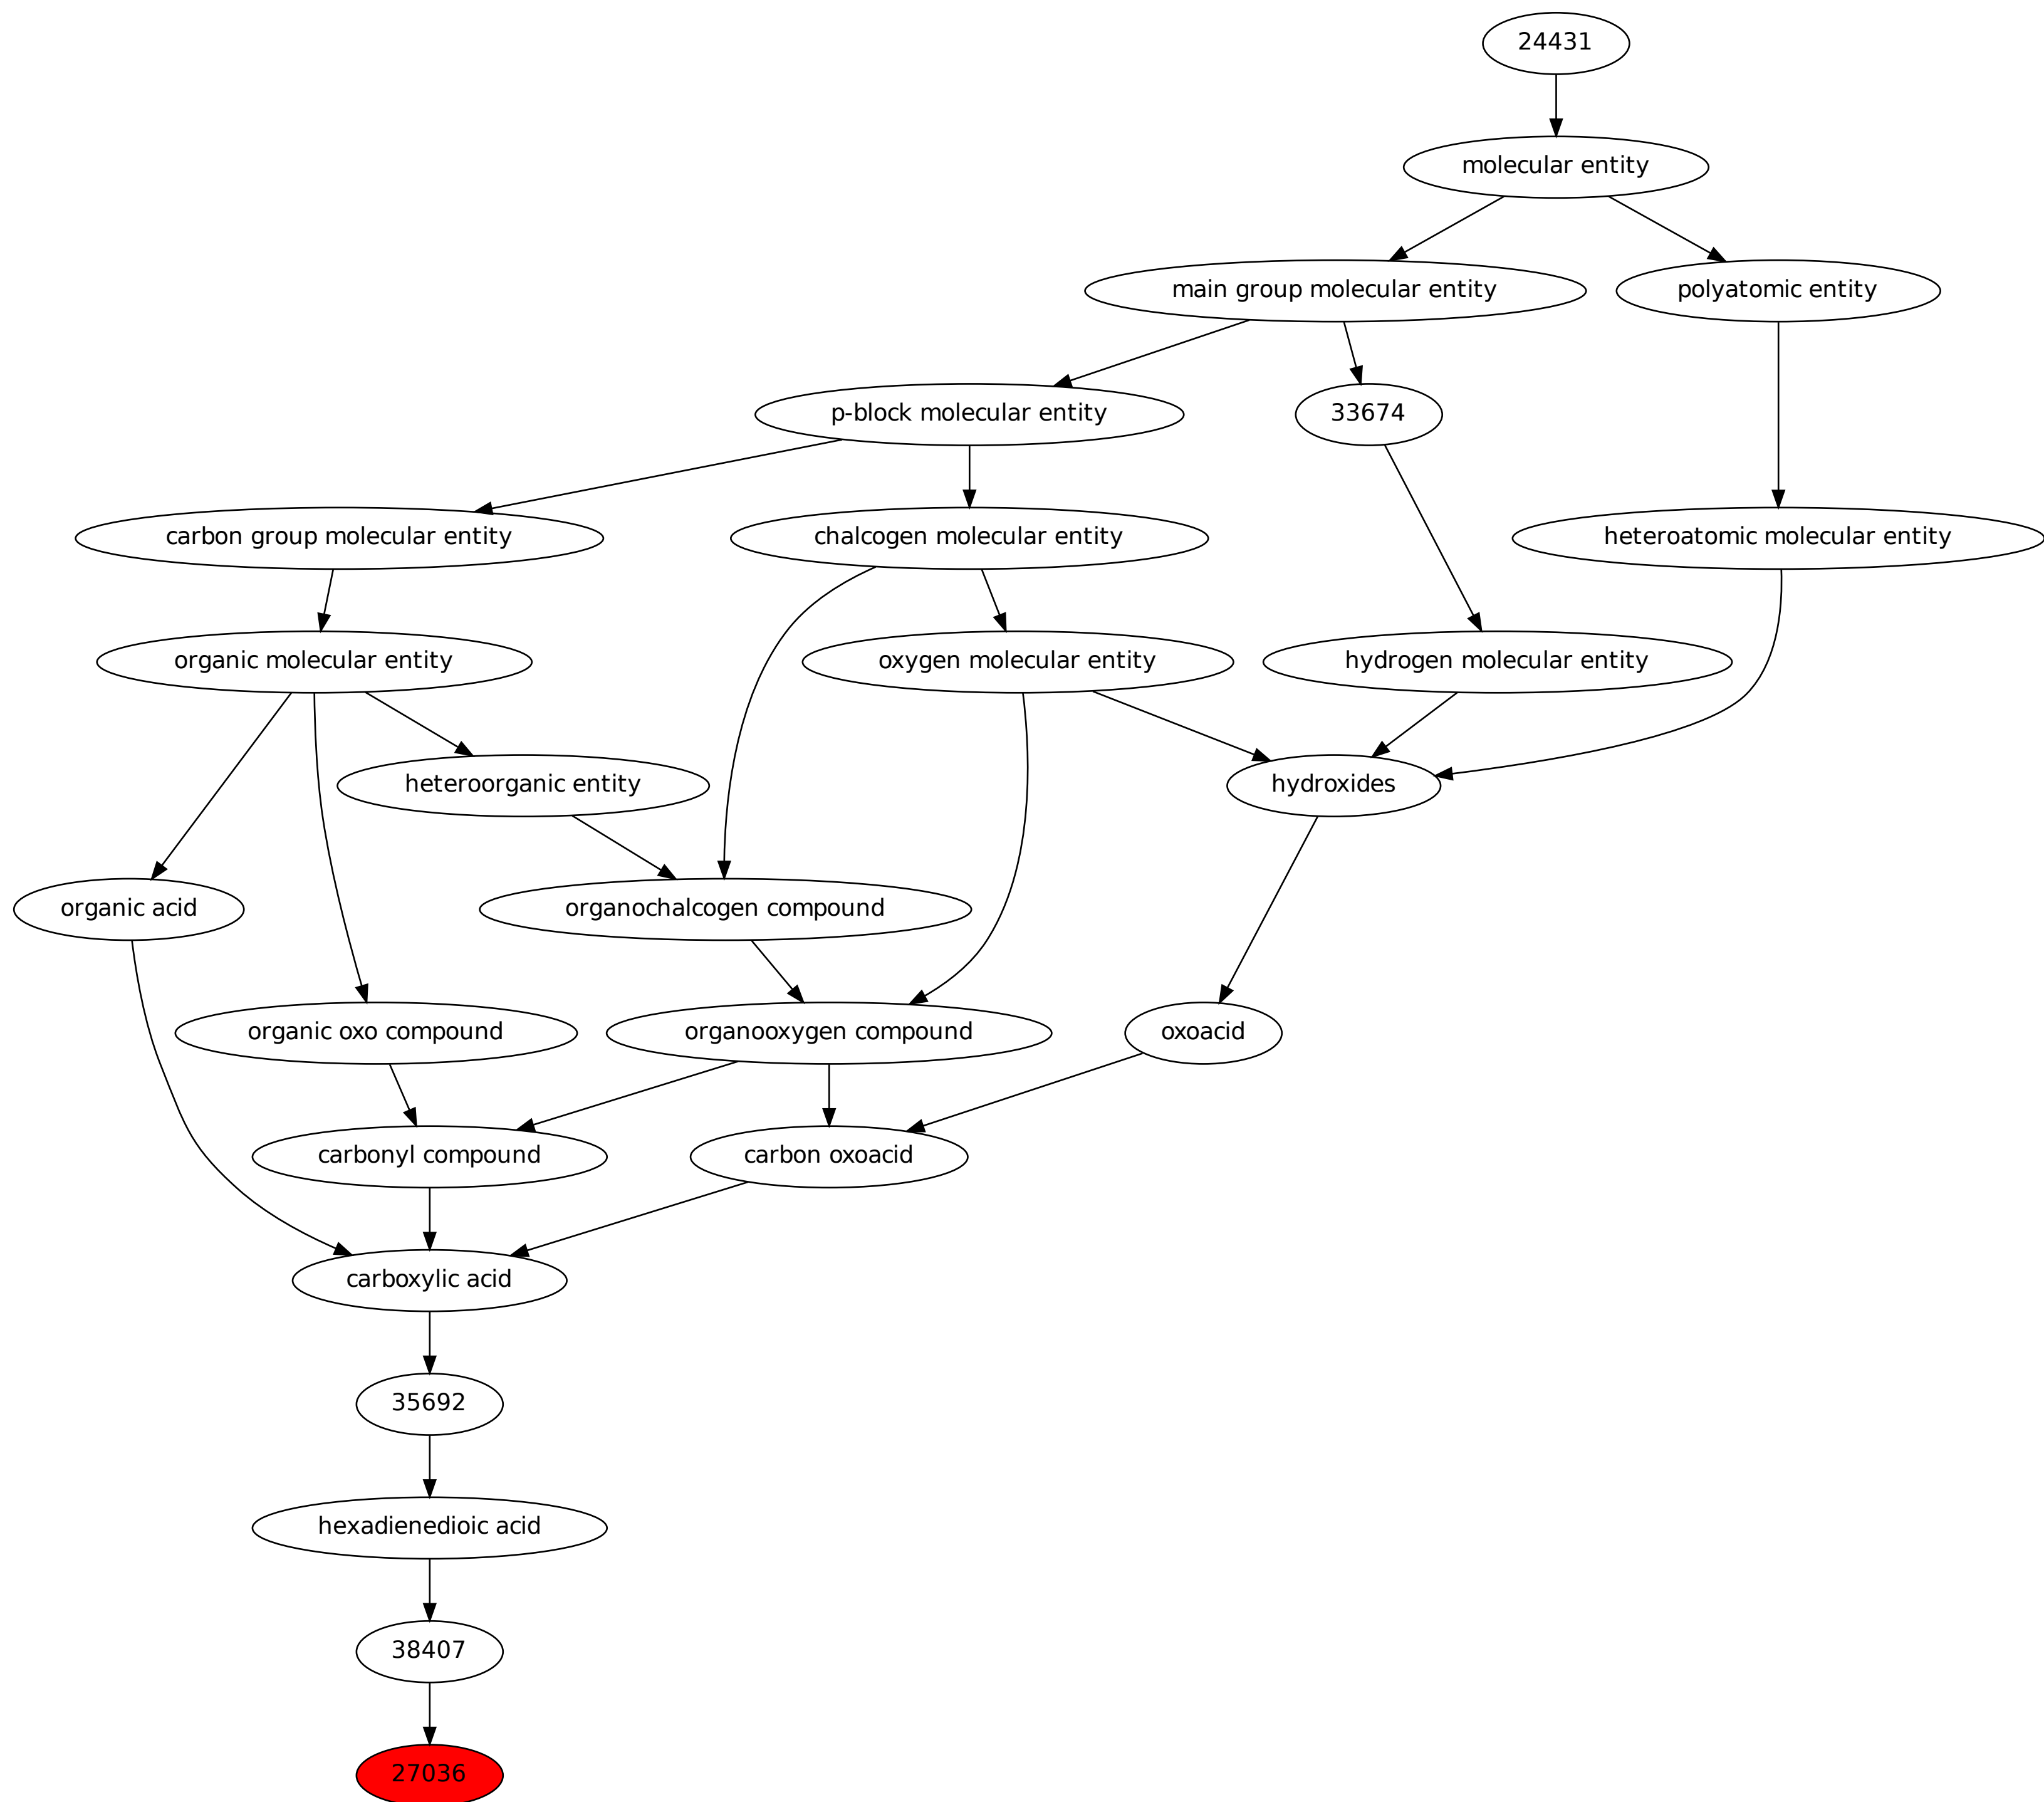 24431
molecular entity
main group molecular entity
polyatomic entity
p-block molecular entity
33674
carbon group molecular entity
chalcogen molecular entity
heteroatomic molecular entity
organic molecular entity
oxygen molecular entity
hydrogen molecular entity
heteroorganic entity
hydroxides
organic acid
organochalcogen compound
organic oxo compound
organooxygen compound
oxoacid
carbonyl compound
carbon oxoacid
carboxylic acid
35692
hexadienedioic acid
38407
27036